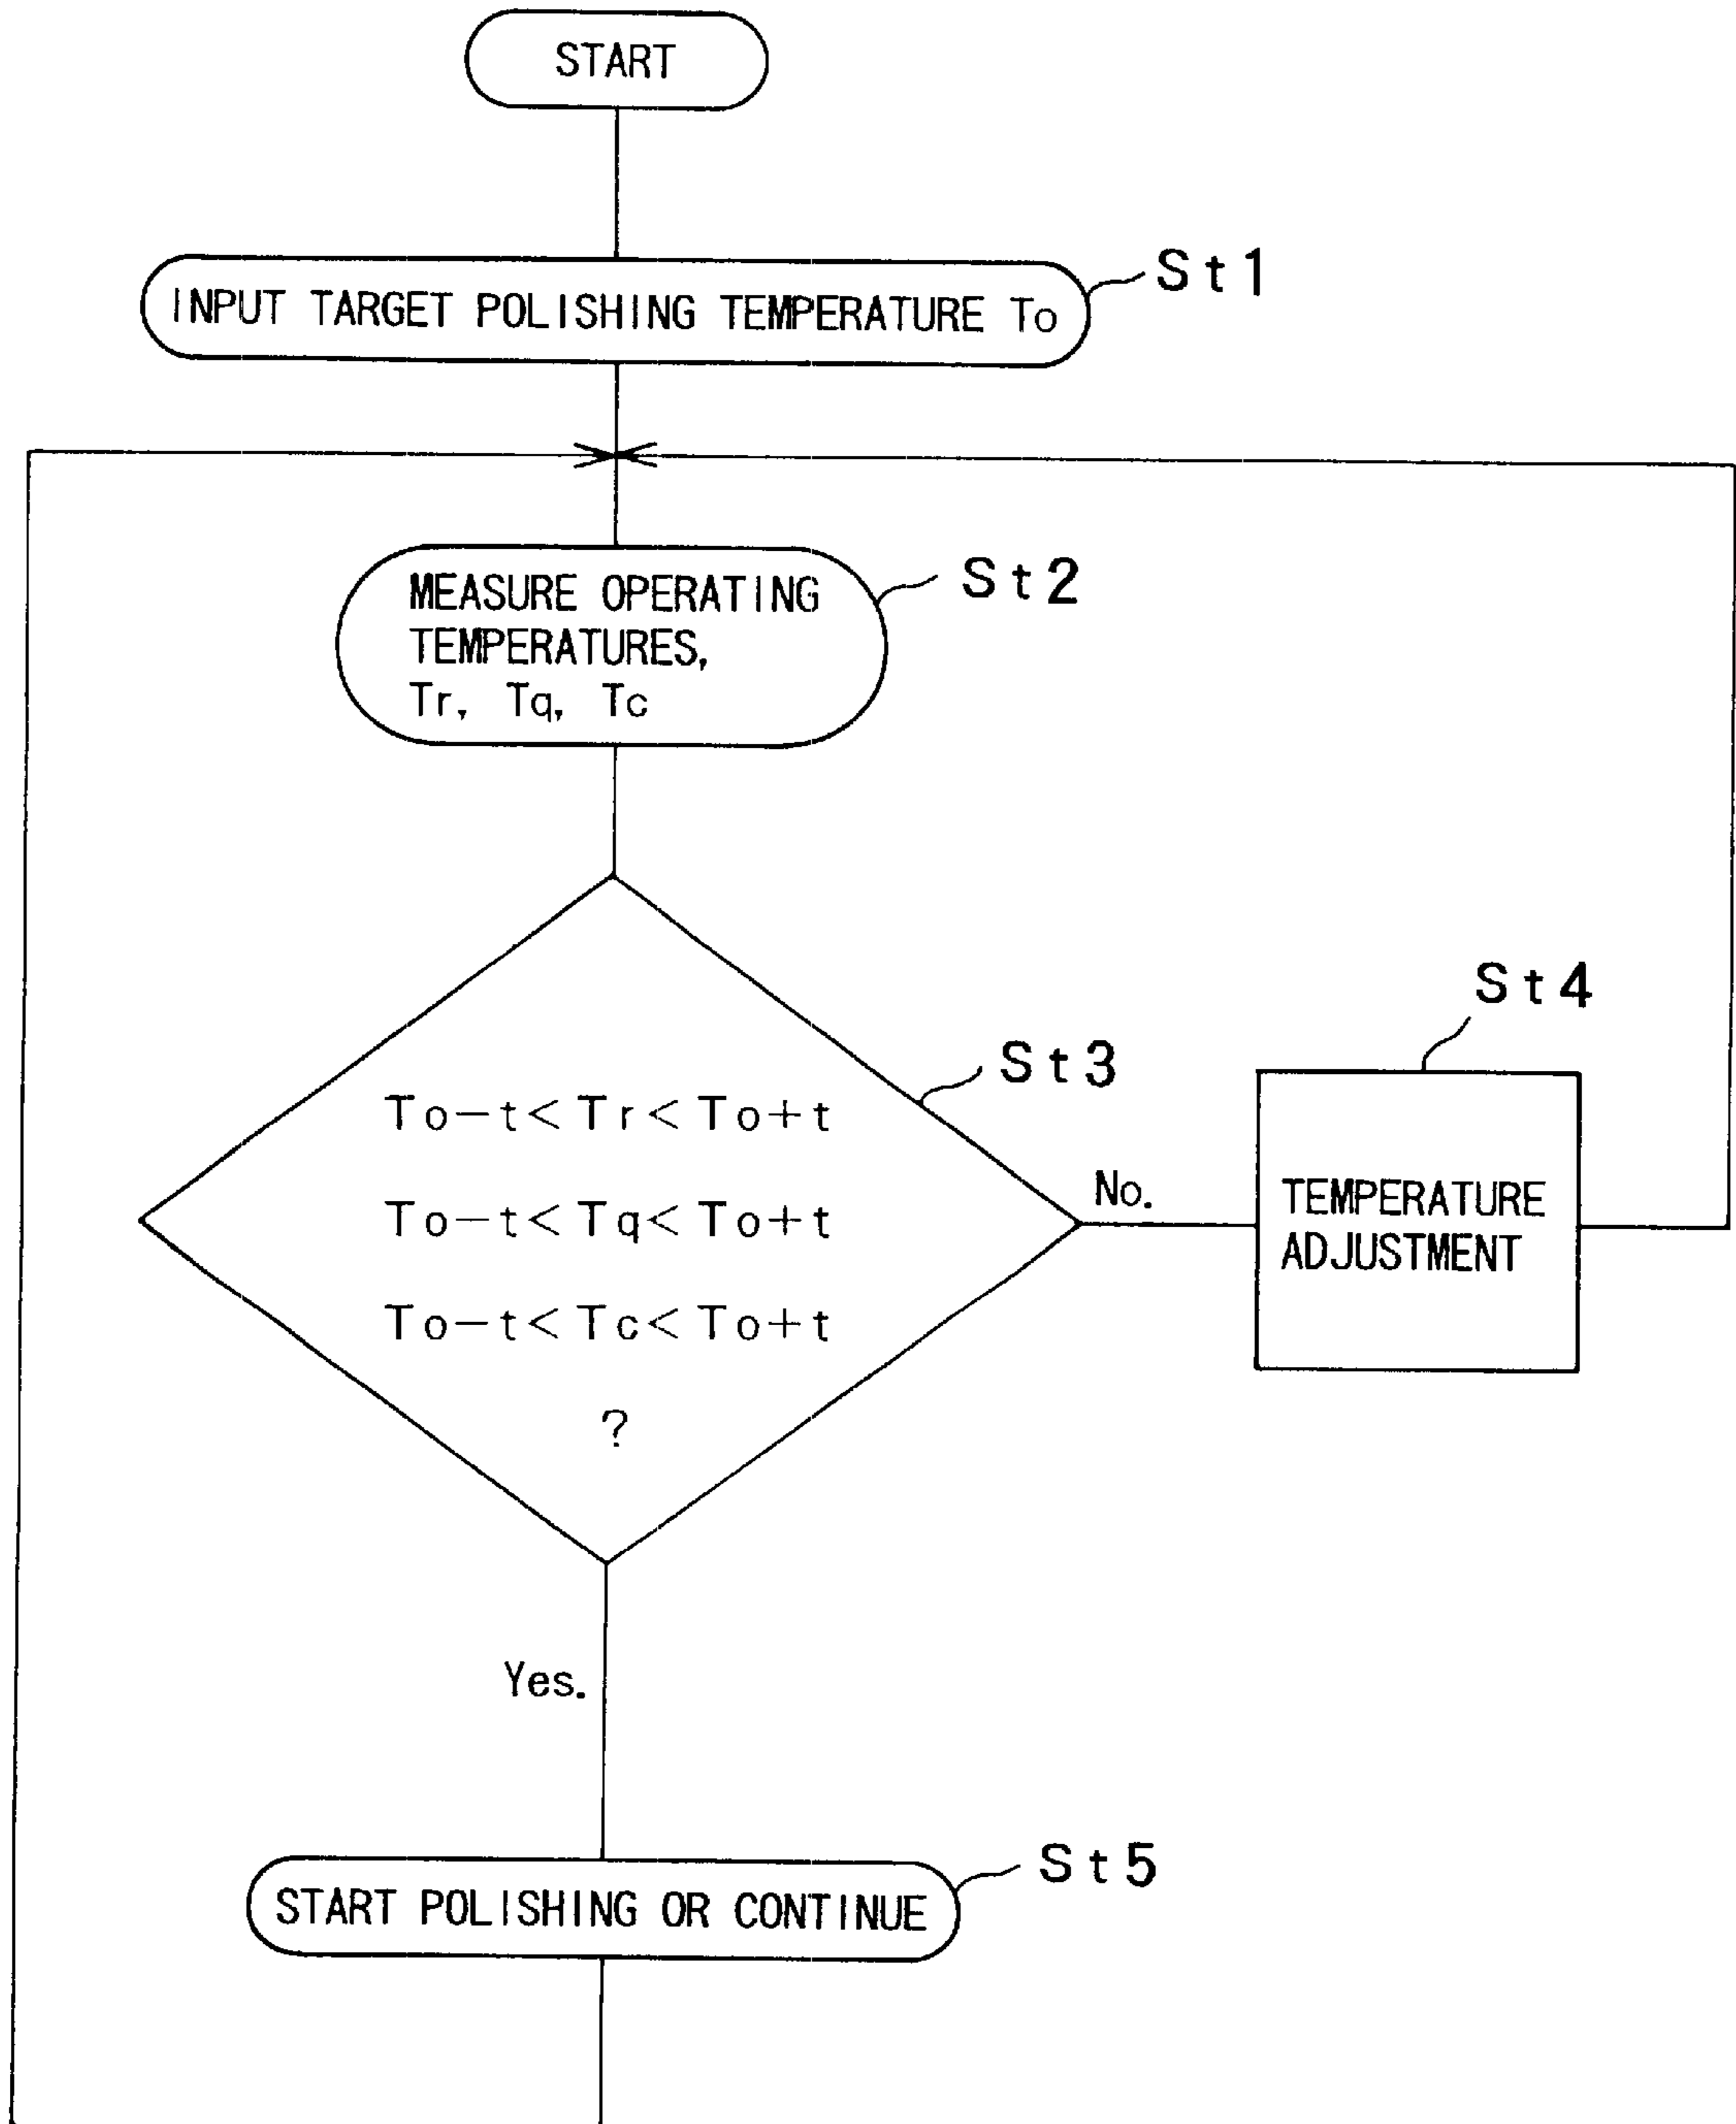 START
INPUT TARGET POLISHING TEMPERATURE To
St1
MEASURE OPERATING
TEMPERATURES,
Tr, Tq, Tc
St2
To-t<Tr<To+t
To-t<Tq<To+t
To-t<Tc<To+t
?
St3
No.
St4
TEMPERATURE
ADJUSTMENT
Yes.
START POLISHING OR CONTINUE
St5